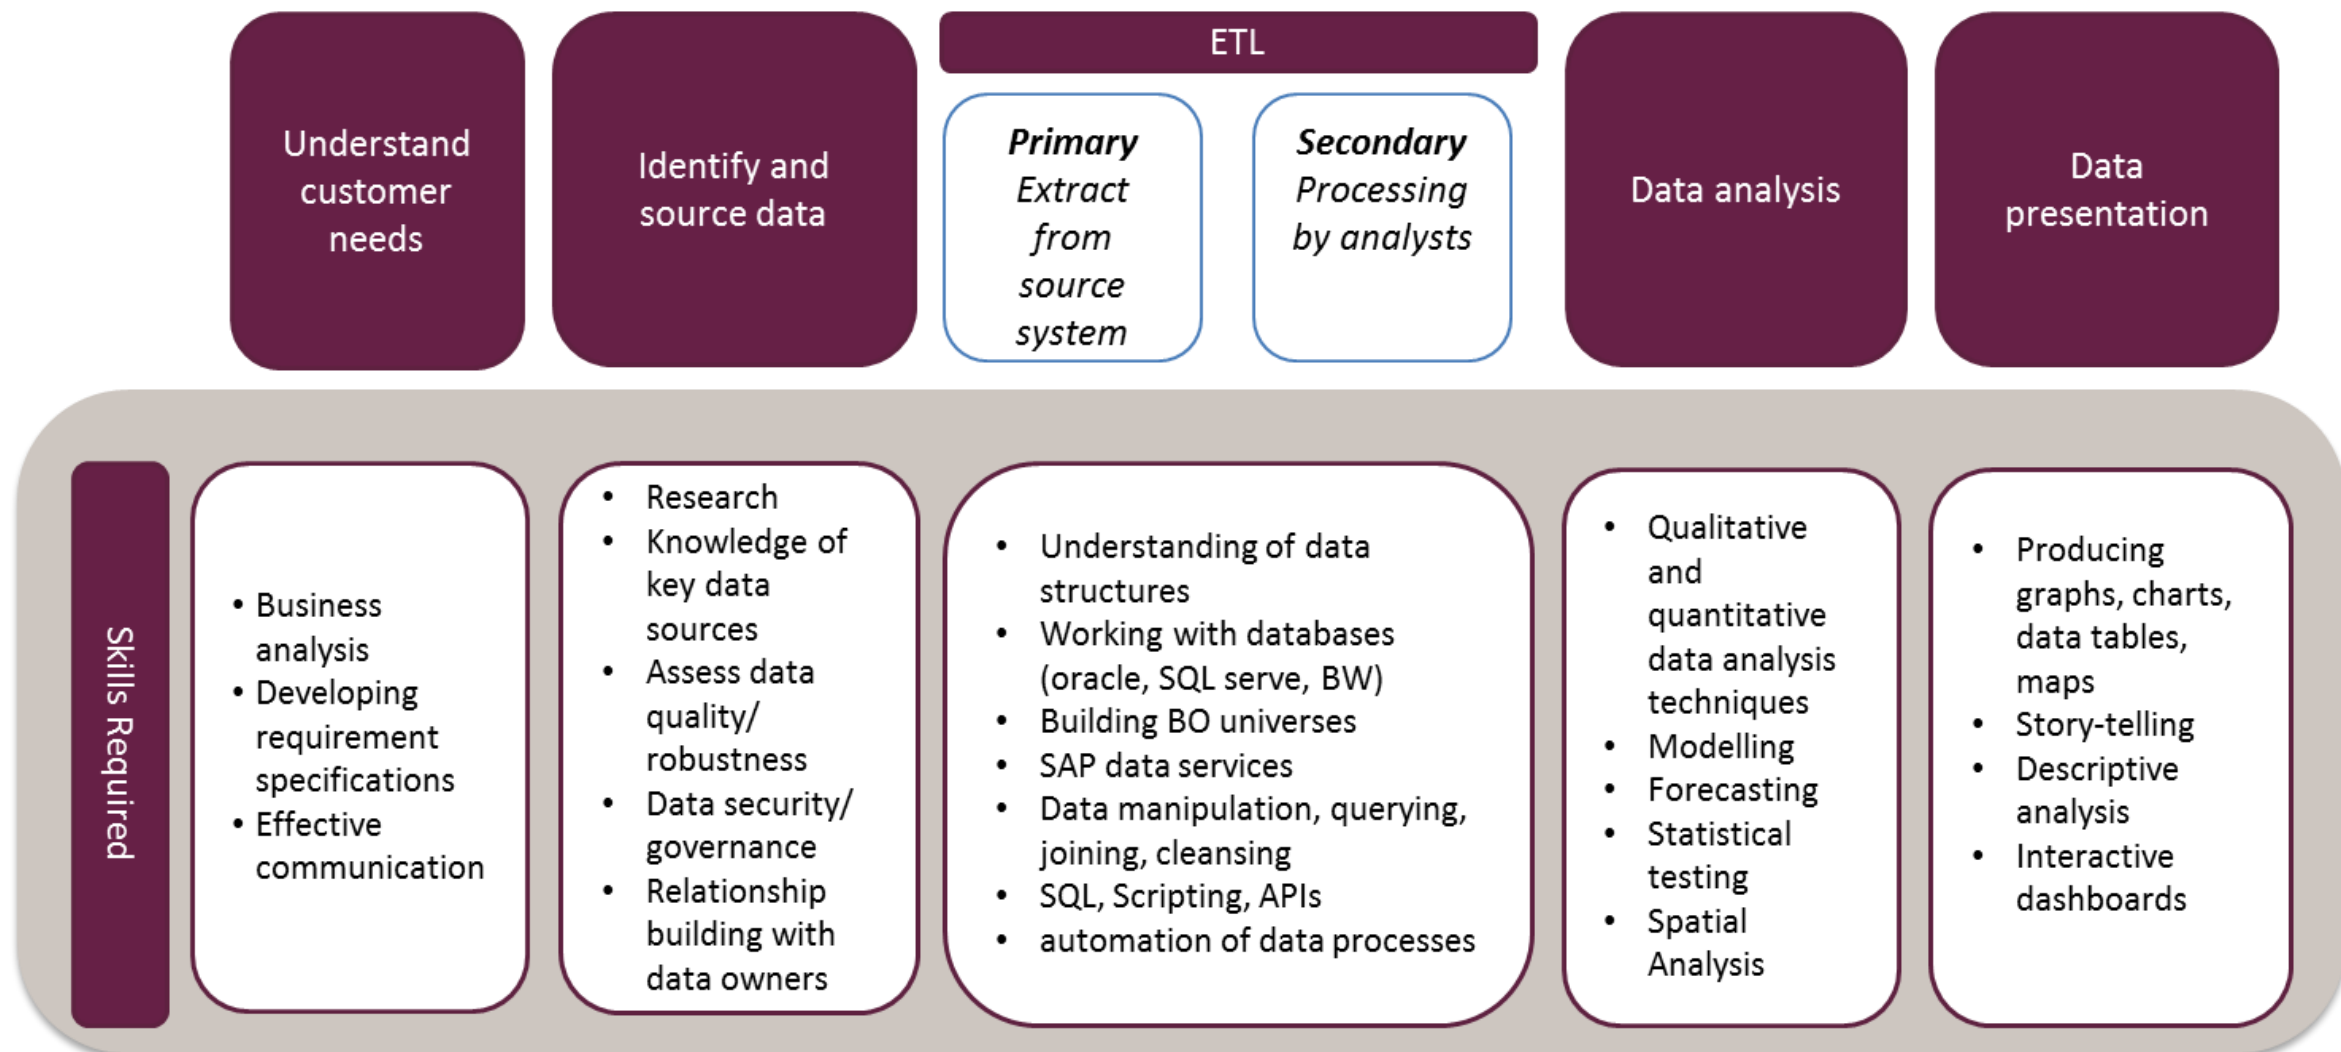 Understand
customer
needs
Identify and
source data
ETL
Primary
Extract
from
source
system
Secondary
Processing
by analysts
Data analysis
Data
presentation
Skills Required
• Business
analysis
• Developing
requirement
specifications
• Effective
communication
• Research
• Knowledge of
key data
sources
• Assess data
quality/
robustness
• Data security/
governance
• Relationship
building with
data owners
• Understanding of data
structures
• Working with databases
(oracle, SQL serve, BW)
• Building BO universes
• SAP data services
• Data manipulation, querying,
joining, cleansing
• SQL, Scripting, APIs
• automation of data processes
• Qualitative
and
quantitative
data analysis
techniques
• Modelling
• Forecasting
• Statistical
testing
• Spatial
Analysis
• Producing
graphs, charts,
data tables,
maps
• Story-telling
• Descriptive
analysis
• Interactive
dashboards